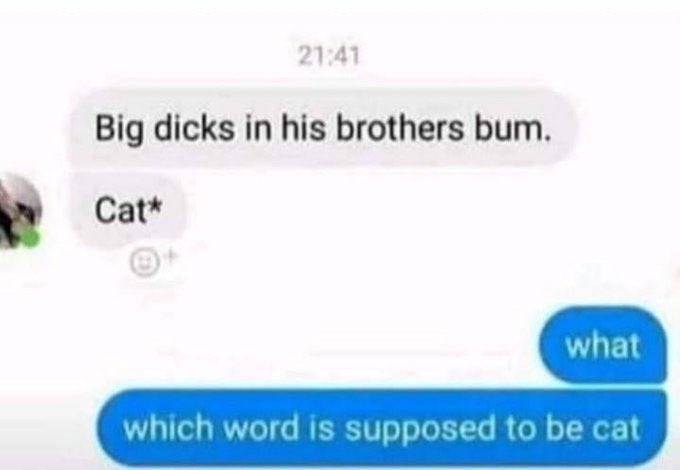 21:41
Big dicks in his brothers bum.
Cat*
what
which word is supposed to be cat